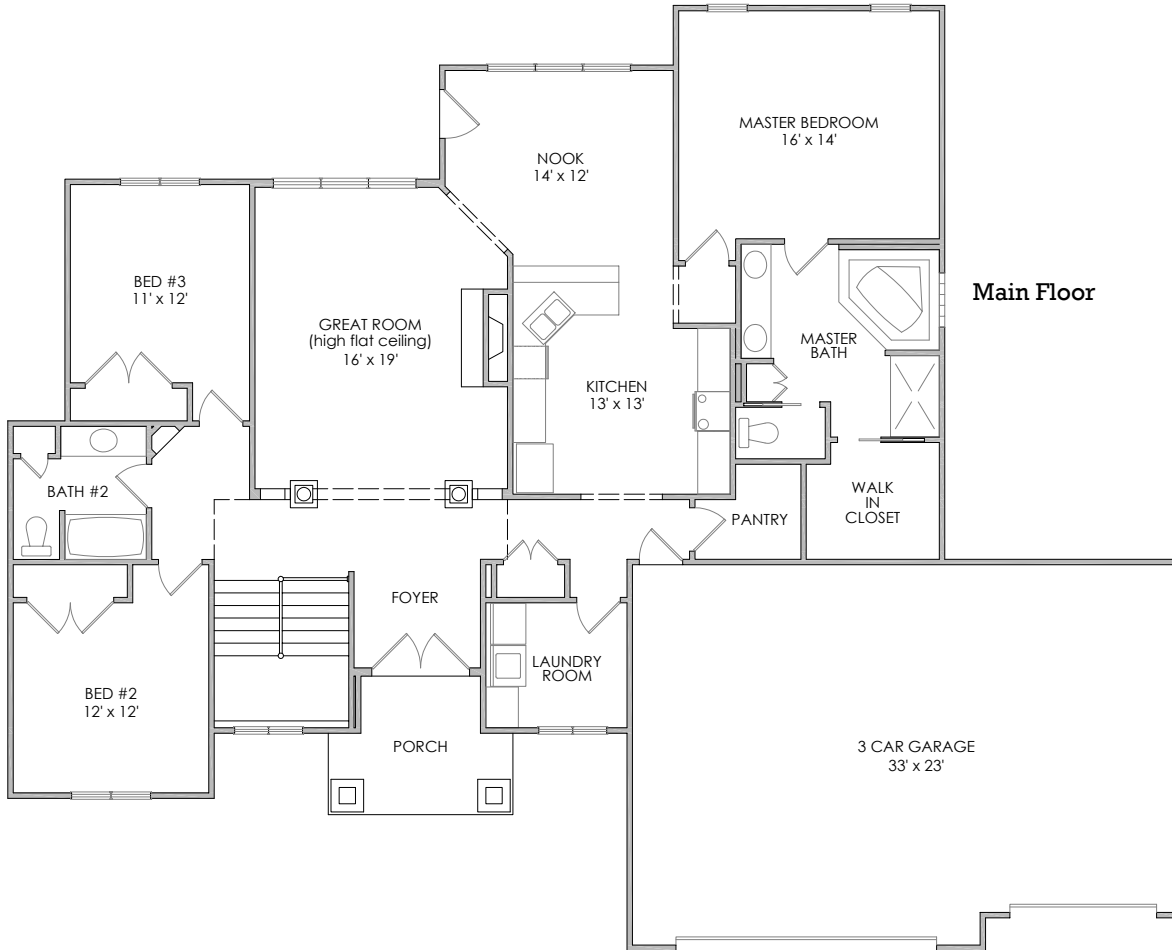 MASTER BEDROOM
16' x 14'
NOOK
14' x 12'
BED #3
11' x 12'
Main Floor
GREAT ROOM
(high flat ceiling)
16' x 19'
MASTER
BATH
KITCHEN
13' x 13'
BATH #2
WALK
IN
CLOSET
PANTRY
FOYER
LAUNDRY
ROOM
BED #2
12' x 12'
PORCH
3 CAR GARAGE
33' x 23'